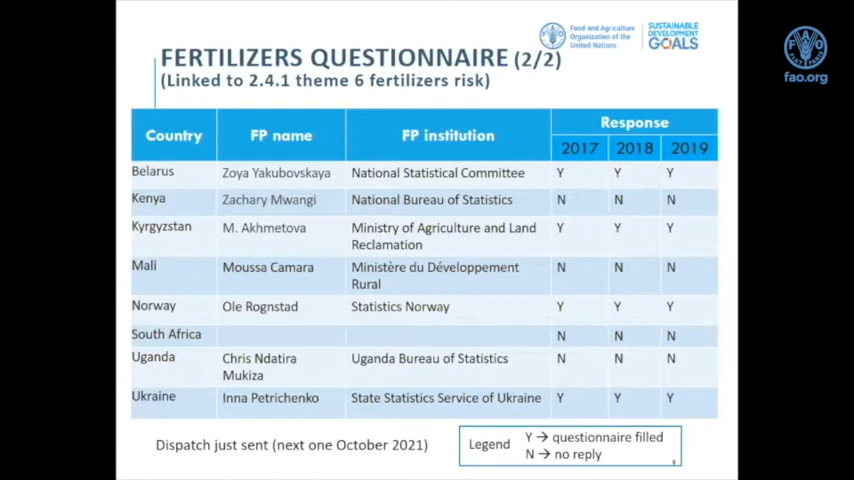 Food and Agriculture
Organization of the
United Nations
SUSTAINABLE
DEVELOPMENT
GOALS
FAO
FIAT PANIS
fao.org
FERTILIZERS QUESTIONNAIRE (2/2)
(Linked to 2.4.1 theme 6 fertilizers risk)
Country FP name FP institution Response
2017 2018 2019
Belarus Zoya Yakubovskaya National Statistical Committee Y Y Y
Kenya Zachary Mwangi National Bureau of Statistics N N N
Kyrgyzstan M. Akhmetova Ministry of Agriculture and Land Y Y Y
Reclamation
Mali Moussa Camara Ministère du Développement N N N
Rural
Norway Ole Rognstad Statistics Norway Y Y Y
South Africa N N N
Uganda Chris Ndatira Uganda Bureau of Statistics N N N
Mukiza
Ukraine Inna Petrichenko State Statistics Service of Ukraine Y Y Y
Dispatch just sent (next one October 2021)
Legend Y → questionnaire filled
N → no reply